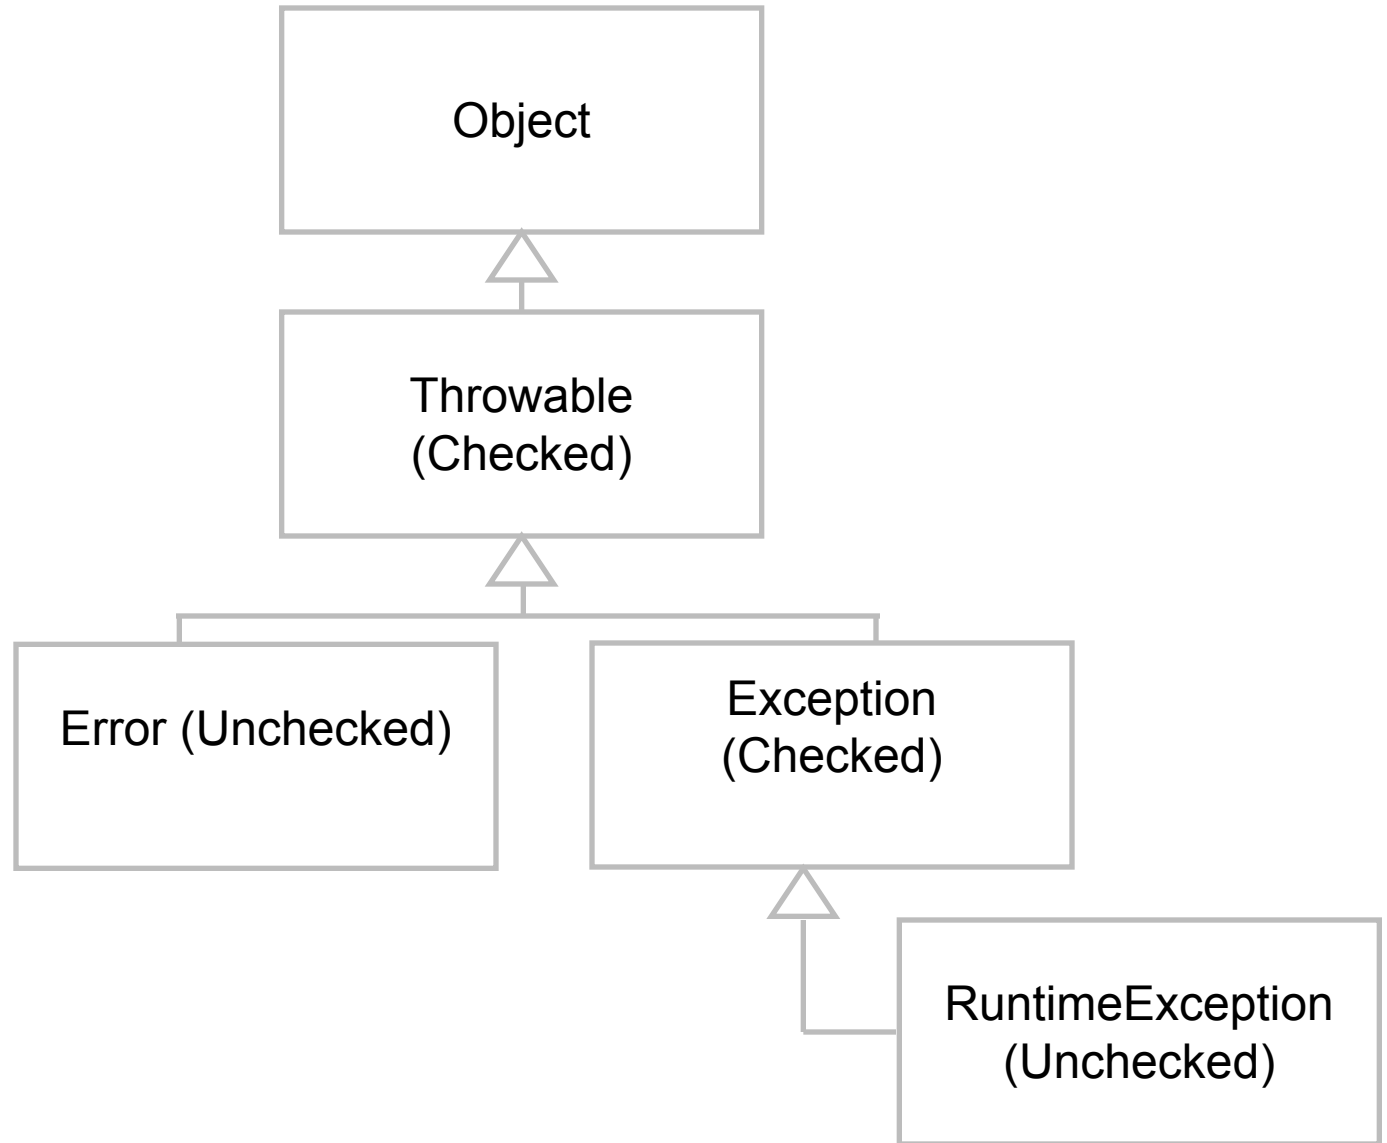 Object
Throwable
(Checked)
Error (Unchecked)
Exception
(Checked)
RuntimeException
(Unchecked)